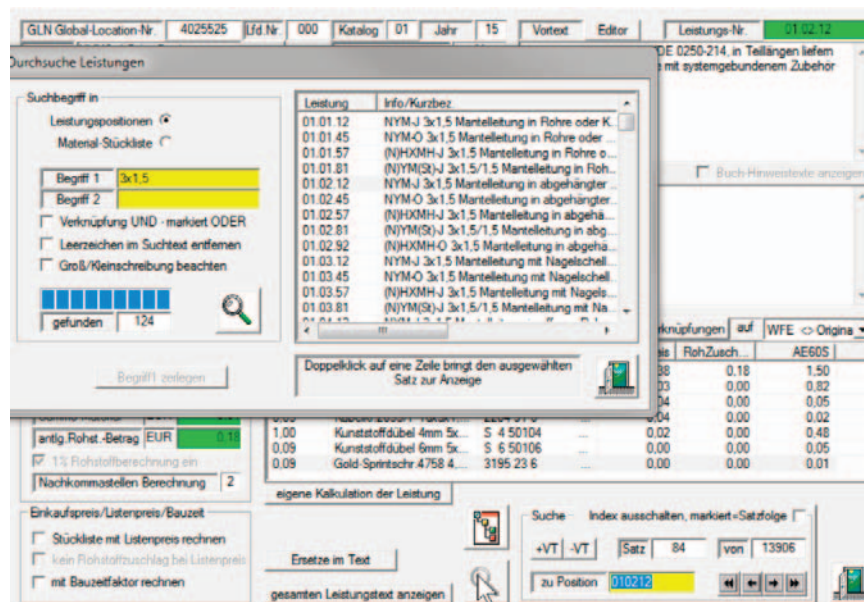 GLN Global-Location-Nr. 4025525 Lfd.Nr. 000 Katalog 01 Jahr 15 Vortext Editor Leistungs-Nr. 01 02 12
DE 0250-214, in Teillängen liefern
mit systemgebundenem Zubehör
Durchsuche Leistungen
Suchbegriff in
Leistungspositionen
Material-Stückliste
Begriff 1 3x1,5
Begriff 2
Verknüpfung UND - markiert ODER
Leerzeichen im Suchtext entfernen
Groß/Kleinschreibung beachten
gefunden 124
Begriff1 zerlegen
Leistung Info/Kurzbez.
01.01.12 NYM-J 3x1,5 Mantelleitung in Rohre oder K...
01.01.45 NYM-O 3x1,5 Mantelleitung in Rohre oder ...
01.01.57 (N)HXMH-J 3x1,5 Mantelleitung in Rohre o...
01.01.81 (N)YM(St)-J 3x1,5/1,5 Mantelleitung in Roh...
01.02.12 NYM-J 3x1,5 Mantelleitung in abgehängter ...
01.02.45 NYM-O 3x1,5 Mantelleitung in abgehängter...
01.02.57 (N)HXMH-J 3x1,5 Mantelleitung in abgehä...
01.02.81 (N)YM(St)-J 3x1,5/1,5 Mantelleitung in abg...
01.02.92 (N)HXMH-O 3x1,5 Mantelleitung in abgehä...
01.03.12 NYM-J 3x1,5 Mantelleitung mit Nagelschell...
01.03.45 NYM-O 3x1,5 Mantelleitung mit Nagelschell...
01.03.57 (N)HXMH-J 3x1,5 Mantelleitung mit Nagels...
01.03.81 (N)YM(St)-J 3x1,5/1,5 Mantelleitung mit Na...
Doppelklick auf eine Zeile bringt den ausgewählten
Satz zur Anzeige
Buch-Hinweistexte anzeigen
knüpfungen auf WFE <> Origina
RohZusch... AE60S
38 0,18 1,50
03 0,00 0,82
04 0,00 0,05
0,04 0,00 0,02
1,00 Kunststoffdübel 4mm 5x... S 4 50104 ... 0,02 0,00 0,48
0,09 Kunststoffdübel 6mm 5x... S 6 50106 ... 0,00 0,00 0,05
0,09 Gold-Sprintschr.4758 4... 3195 23 6 ... 0,00 0,00 0,01
antlg.Rohst.-Betrag EUR 0,18
1% Rohstoffberechnung ein
Nachkommastellen Berechnung 2
eigene Kalkulation der Leistung
Einkaufspreis/Listenpreis/Bauzeit
Stückliste mit Listenpreis rechnen
kein Rohstoffzuschlag bei Listenpreis
mit Bauzeitfaktor rechnen
Ersetze im Text
gesamten Leistungstext anzeigen
Suche Index ausschalten, markiert=Satzfolge
+VT -VT Satz 84 von 13906
zu Position 010212